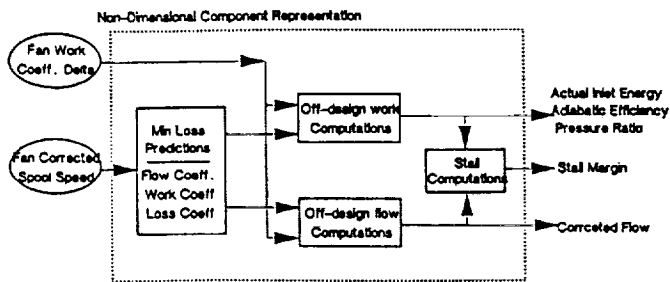 Non-Dimensional Component Representation
Fan Work
Coeff. Delta
Fan Corrected
Spool Speed
Min Loss
Predictions
Flow Coeff.
Work Coeff
Loss Coeff
Off-design work
Computations
Off-design flow
Computations
Stall
Computations
Actual Inlet Energy
Adiabatic Efficiency
Pressure Ratio
Stall Margin
Corrceted Flow